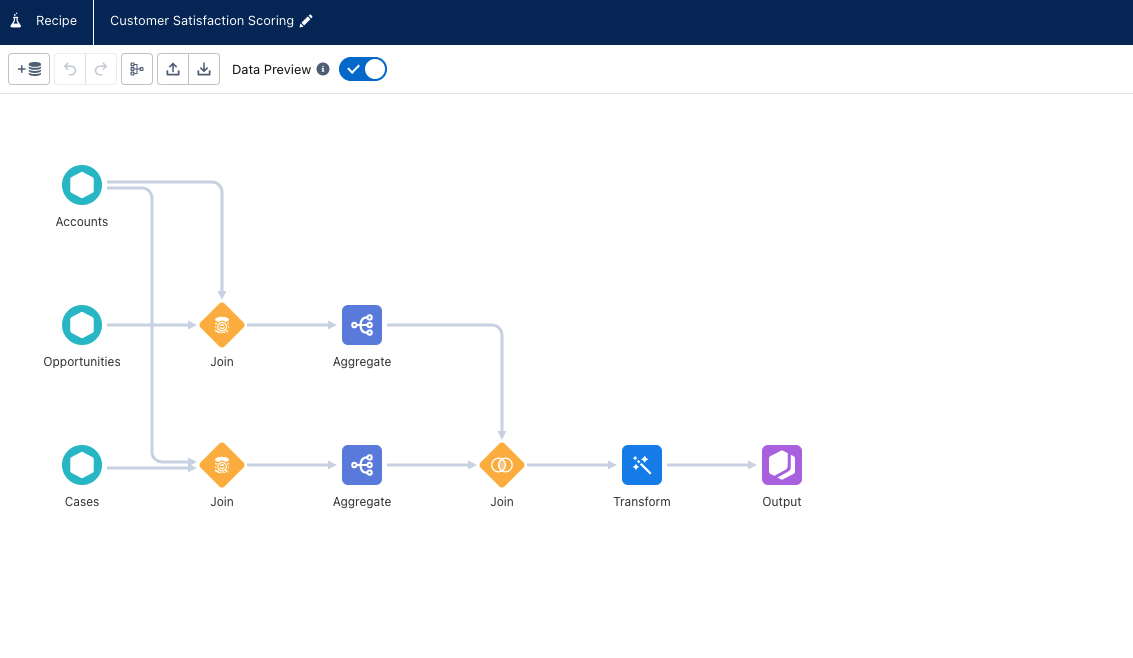 Recipe
Customer Satisfaction Scoring
Data Preview
Accounts
Opportunities
Join
Aggregate
Cases
Join
Aggregate
Join
Transform
Output